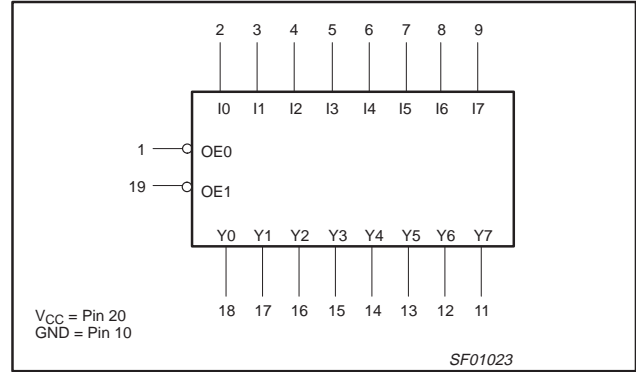 2 3 4 5 6 7 8 9
I0 I1 I2 I3 I4 I5 I6 I7
1 OE0
19 OE1
Y0 Y1 Y2 Y3 Y4 Y5 Y6 Y7
18 17 16 15 14 13 12 11
VCC = Pin 20
GND = Pin 10
SF01023